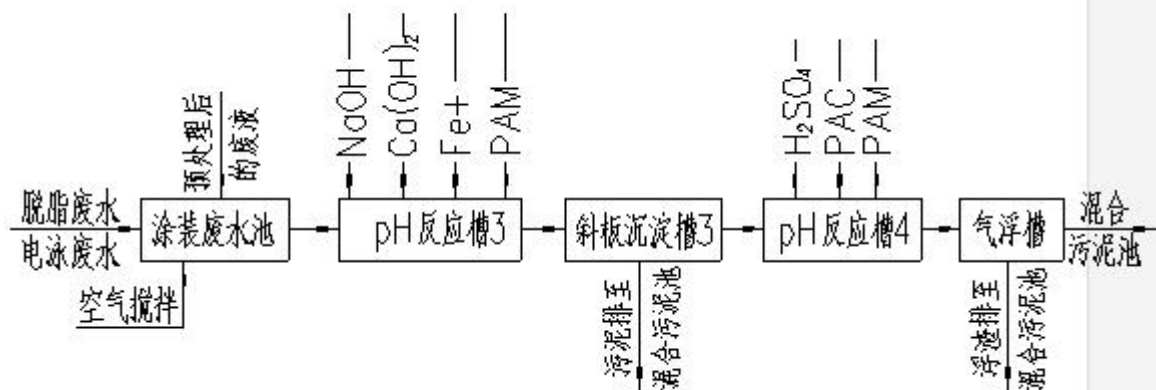 NaOH
Ca(OH)₂
Fe+
PAM
H₂SO₄
PAC
PAM
预处理后
的废液
脱脂废水
电泳废水
涂装废水池
pH反应槽3
斜板沉淀槽3
pH反应槽4
气浮槽
混合
污泥池
空气搅拌
污泥排至
混合污泥池
浮渣排至
混合污泥池